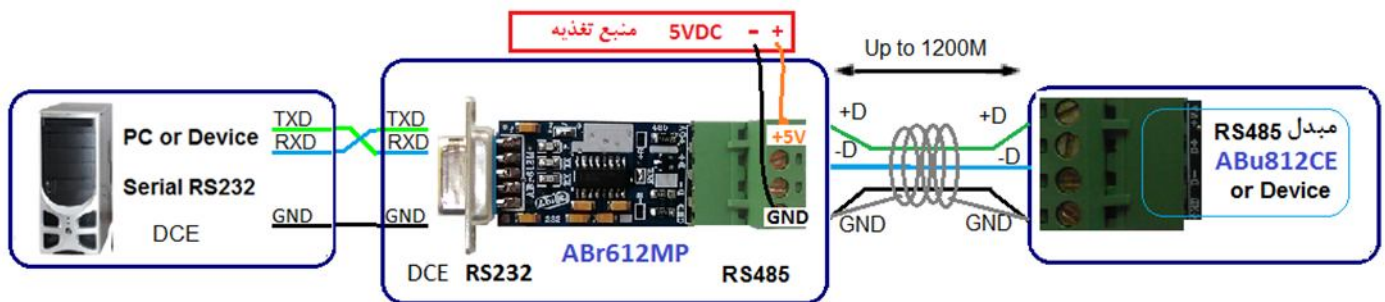 منبع تغذیه 5VDC - +
Up to 1200M
TXD TXD
RXD RXD
PC or Device
Serial RS232
GND GND
DCE
+5V
GND
ABr612MP
DCE RS232 RS485
+D +D
-D -D
GND GND
مبدل RS485
ABu812CE
or Device